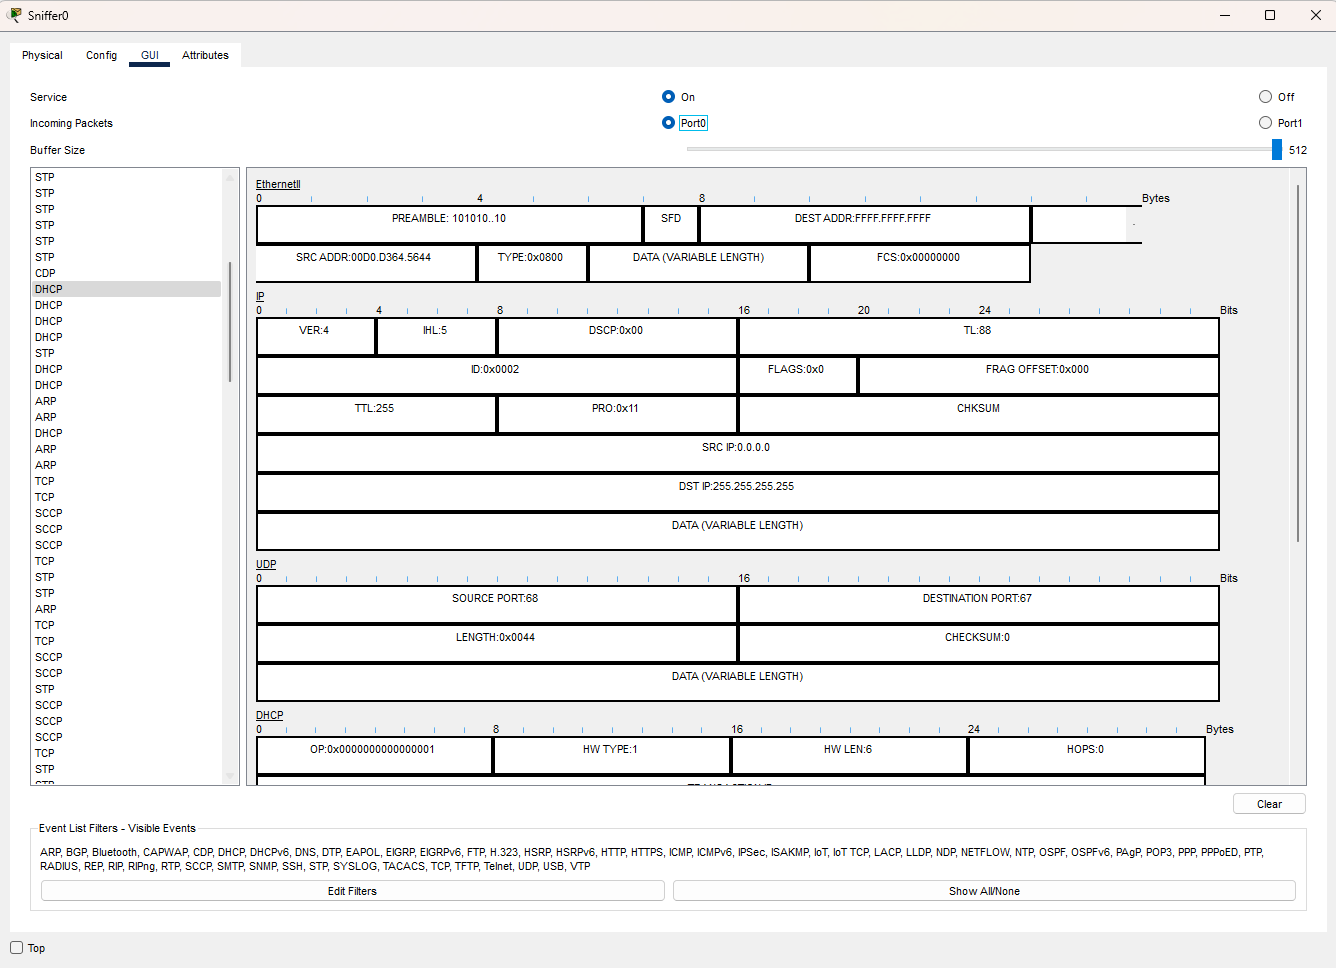 Sniffer0
Physical Config GUI Attributes
Service On Off
Incoming Packets Port0 Port1
Buffer Size 512
STP
STP
STP
STP
STP
STP
CDP
DHCP
DHCP
DHCP
DHCP
STP
DHCP
DHCP
ARP
ARP
DHCP
ARP
ARP
TCP
TCP
SCCP
SCCP
SCCP
TCP
STP
STP
ARP
TCP
TCP
SCCP
SCCP
STP
SCCP
SCCP
SCCP
TCP
STP
EthernetII
0 4 8 Bytes
PREAMBLE: 101010..10 SFD DEST ADDR:FFFF.FFFF.FFFF
SRC ADDR:00D0.D364.5644 TYPE:0x0800 DATA (VARIABLE LENGTH) FCS:0x00000000
IP
0 4 8 16 20 24 Bits
VER:4 IHL:5 DSCP:0x00 TL:88
ID:0x0002 FLAGS:0x0 FRAG OFFSET:0x000
TTL:255 PRO:0x11 CHKSUM
SRC IP:0.0.0.0
DST IP:255.255.255.255
DATA (VARIABLE LENGTH)
UDP
0 16 Bits
SOURCE PORT:68 DESTINATION PORT:67
LENGTH:0x0044 CHECKSUM:0
DATA (VARIABLE LENGTH)
DHCP
0 8 16 24 Bytes
OP:0x0000000000000001 HW TYPE:1 HW LEN:6 HOPS:0
Clear
Event List Filters - Visible Events
ARP, BGP, Bluetooth, CAPWAP, CDP, DHCP, DHCPv6, DNS, DTP, EAPOL, EIGRP, EIGRPv6, FTP, H.323, HSRP, HSRPv6, HTTP, HTTPS, ICMP, ICMPv6, IPSec, ISAKMP, IoT, IoT TCP, LACP, LLDP, NDP, NETFLOW, NTP, OSPF, OSPFv6, PAgP, POP3, PPP, PPPoED, PTP,
RADIUS, REP, RIP, RIPng, RTP, SCCP, SMTP, SNMP, SSH, STP, SYSLOG, TACACS, TCP, TFTP, Telnet, UDP, USB, VTP
Edit Filters Show All/None
Top